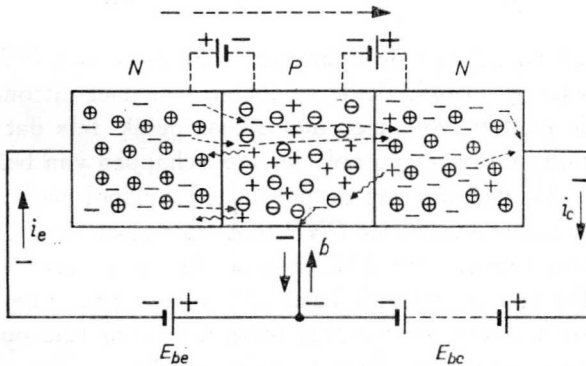 −
+ − + −
N P N
i_e − b − i_c
− −
− + − +
E_be E_bc